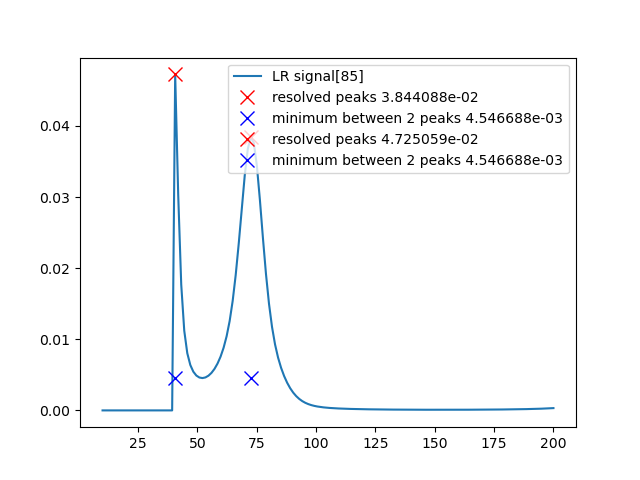 LR signal[85]
resolved peaks 3.844088e-02
minimum between 2 peaks 4.546688e-03
resolved peaks 4.725059e-02
minimum between 2 peaks 4.546688e-03
0.04
0.03
0.02
0.01
0.00
25 50 75 100 125 150 175 200